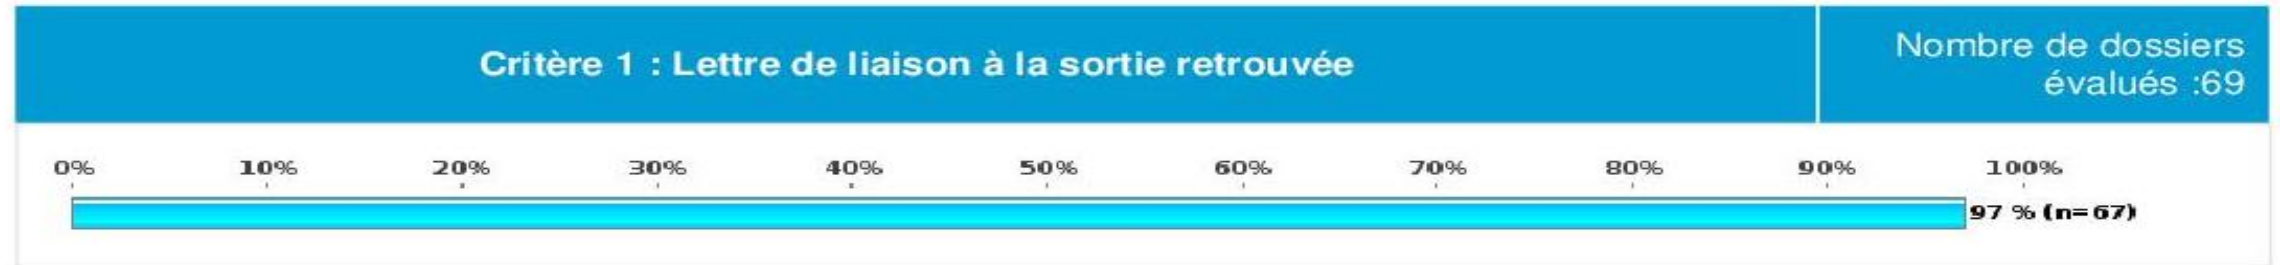 Critère 1 : Lettre de liaison à la sortie retrouvée
Nombre de dossiers
évalués :69
0% 10% 20% 30% 40% 50% 60% 70% 80% 90% 100%
97 % (n=67)